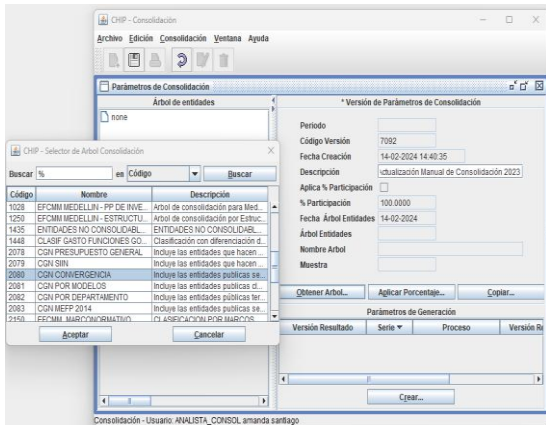 CHIP - Consolidación
Archivo Edición Consolidación Ventana Ayuda
Parámetros de Consolidación
Árbol de entidades
none
* Versión de Parámetros de Consolidación
Periodo
Código Versión 7092
Fecha Creación 14-02-2024 14:40:35
Descripción ctualización Manual de Consolidación 2023
Aplica % Participación
% Participación 100.0000
Fecha Árbol Entidades 14-02-2024
Árbol Entidades
Nombre Arbol
Muestra
Obtener Arbol... Aplicar Porcentaje... Copiar...
Parámetros de Generación
Versión Resultado Serie Proceso Versión Re
Crear...
CHIP - Selector de Arbol Consolidación
Buscar % en Código Buscar
Código Nombre Descripción
1028 EFCMM MEDELLIN - PP DE INVE... Arbol de consolidación para Med...
1250 EFCMM MEDELLIN - ESTRUCTU... Arbol de consolidación por Estruc...
1435 ENTIDADES NO CONSOLIDABL... ENTIDADES NO CONSOLIDABL...
1448 CLASIF GASTO FUNCIONES GO... Clasificación con diferenciación d...
2078 CGN PRESUPUESTO GENERAL Incluye las entidades que hacen ...
2079 CGN SIIN Incluye las entidades que hacen ...
2080 CGN CONVERGENCIA Incluye las entidades publicas se...
2081 CGN POR MODELOS Incluye las entidades publicas d...
2082 CGN POR DEPARTAMENTO Incluye las entidades públicas ter...
2083 CGN MEFP 2014 Incluye las entidades publicas se...
2150 EFCMM_MARCONORMATIVO CLASIFICACION POR MARCOS
Aceptar Cancelar
Consolidación - Usuario: ANALISTA_CONSOL amanda santiago